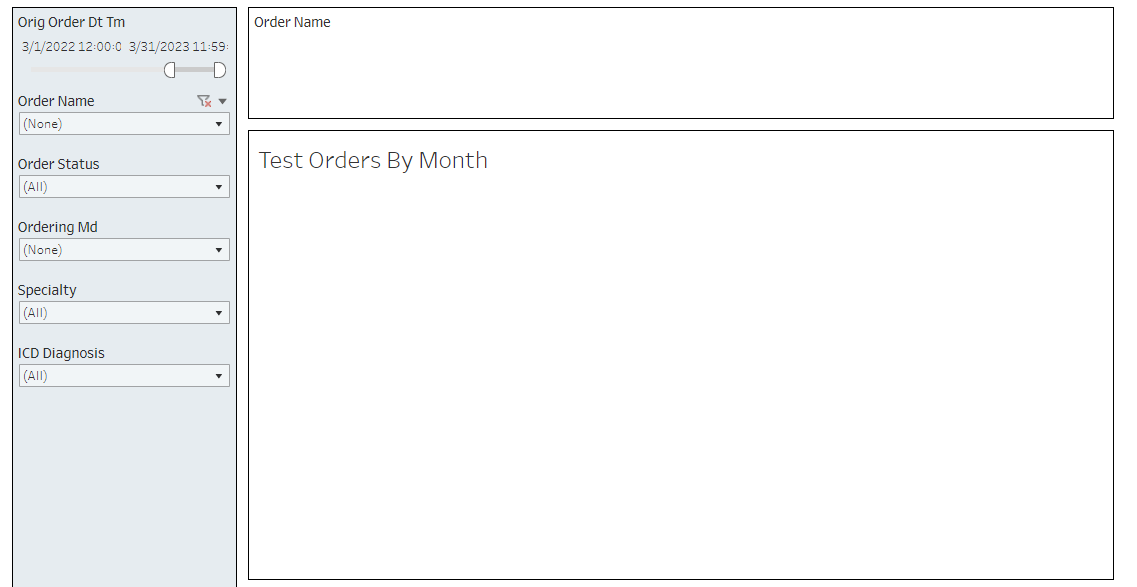 Orig Order Dt Tm
3/1/2022 12:00:0 3/31/2023 11:59:
Order Name
(None)
Order Status
(All)
Ordering Md
(None)
Specialty
(All)
ICD Diagnosis
(All)
Order Name
Test Orders By Month